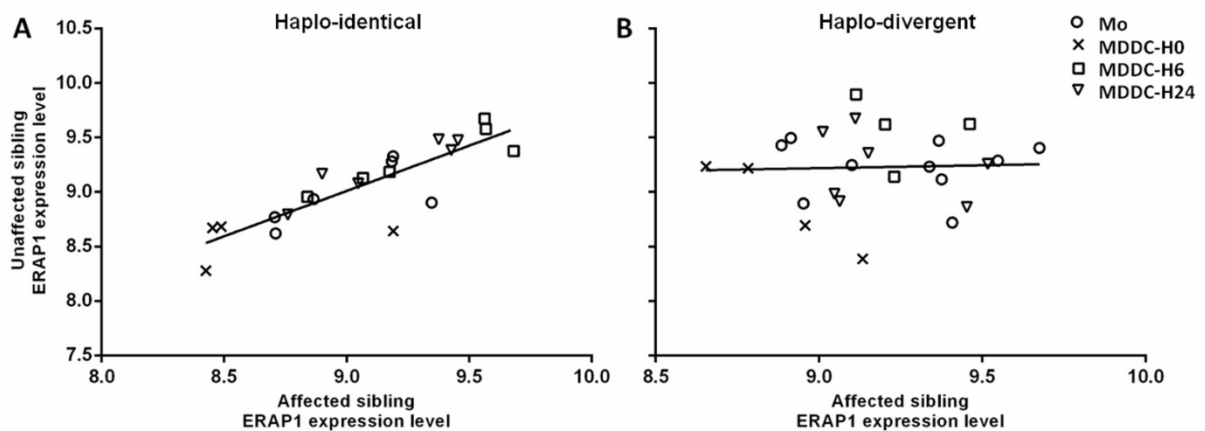 A
Haplo-identical
10.5
10.0
9.5
9.0
8.5
8.0
7.5
Unaffected sibling
ERAP1 expression level
8.0 8.5 9.0 9.5 10.0
Affected sibling
ERAP1 expression level
B
Haplo-divergent
Mo
MDDC-H0
MDDC-H6
MDDC-H24
8.5 9.0 9.5 10.0
Affected sibling
ERAP1 expression level